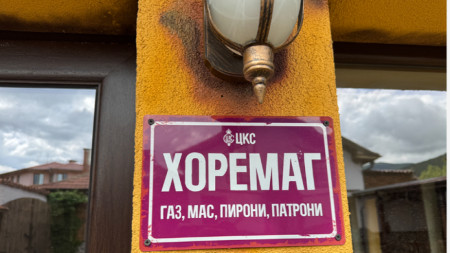 ЦКС
ХОРЕМАГ
ГАЗ, МАС, ПИРОНИ, ПАТРОНИ